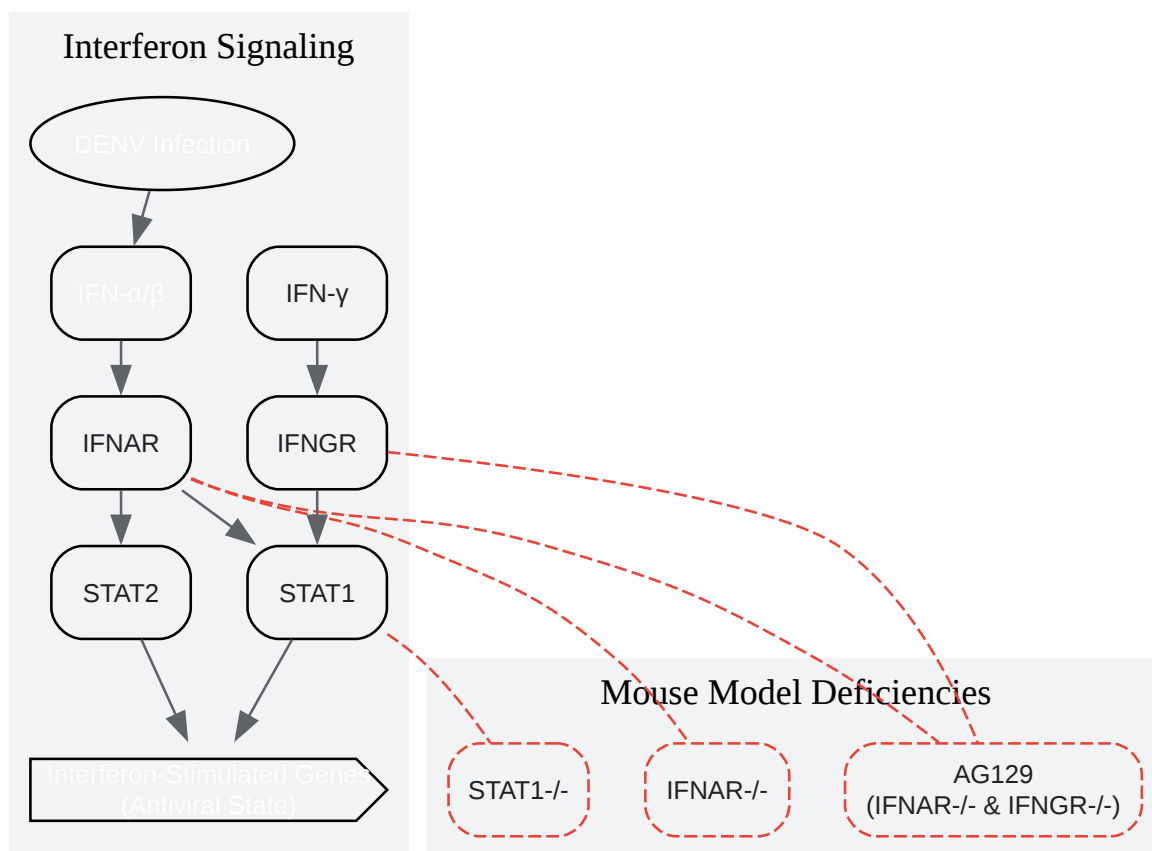 Interferon Signaling
DENV Infection
IFN-α/β
IFN-γ
IFNAR
IFNGR
STAT2
STAT1
Interferon-Stimulated Genes
(Antiviral State)
Mouse Model Deficiencies
STAT1-/-
IFNAR-/-
AG129
(IFNAR-/- & IFNGR-/-)